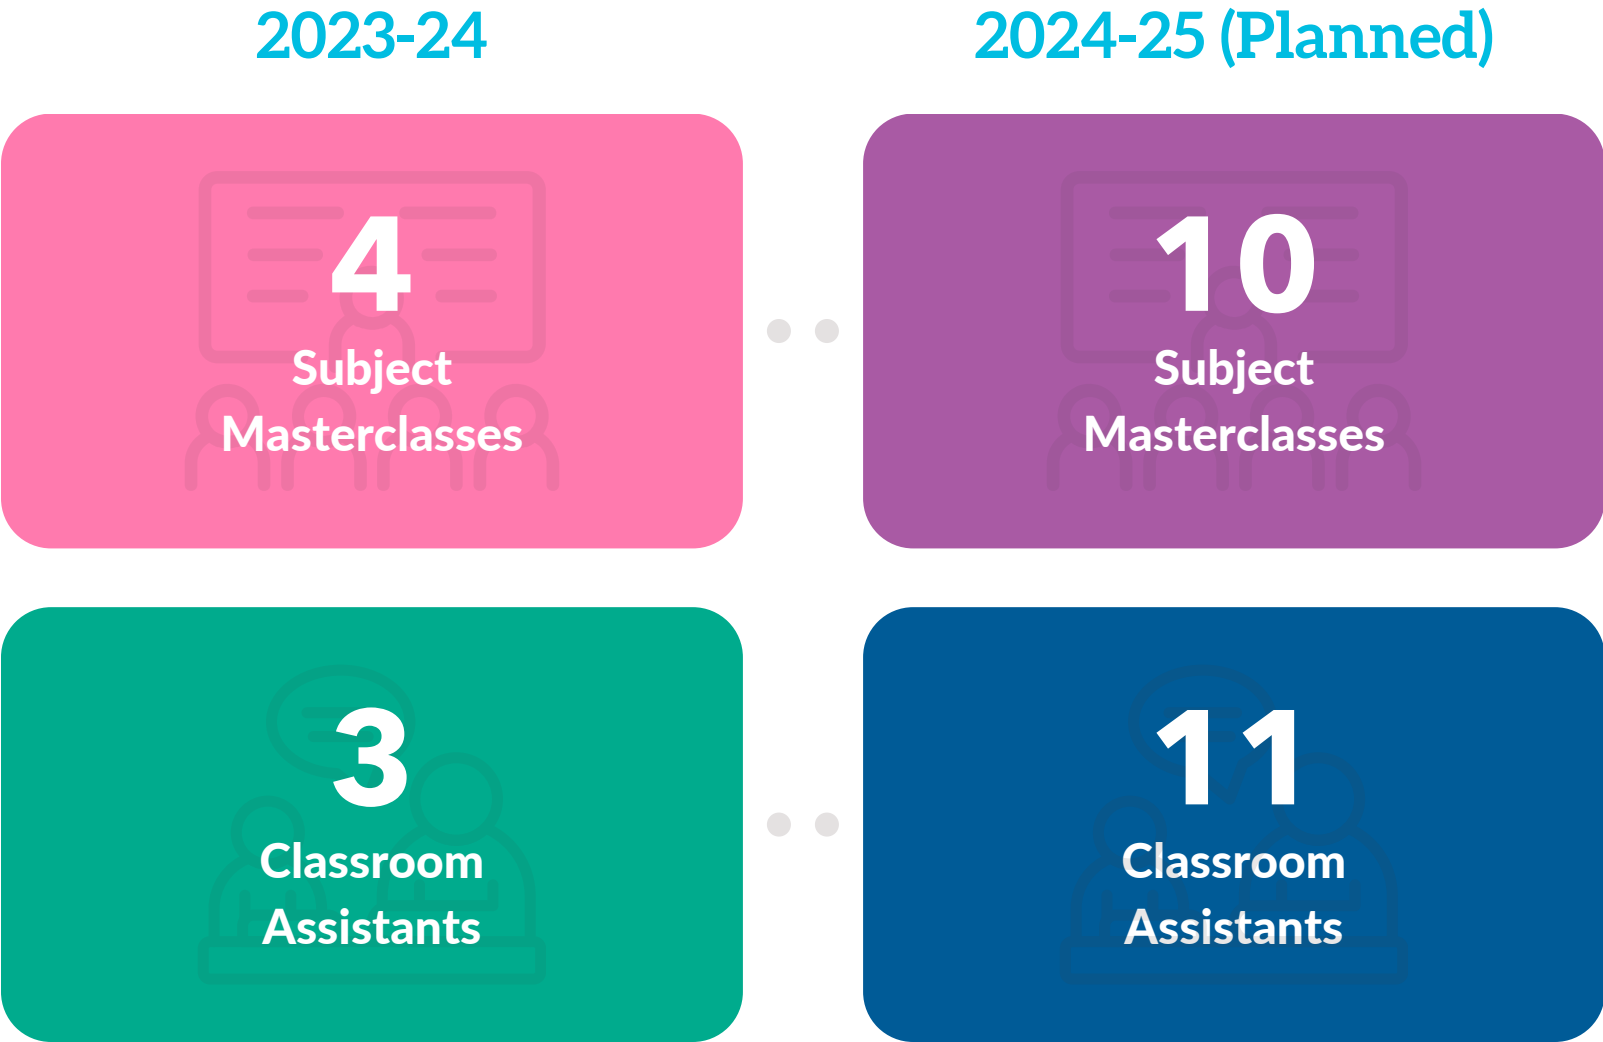 2023-24
2024-25 (Planned)
4
Subject
Masterclasses
10
Subject
Masterclasses
3
Classroom
Assistants
11
Classroom
Assistants